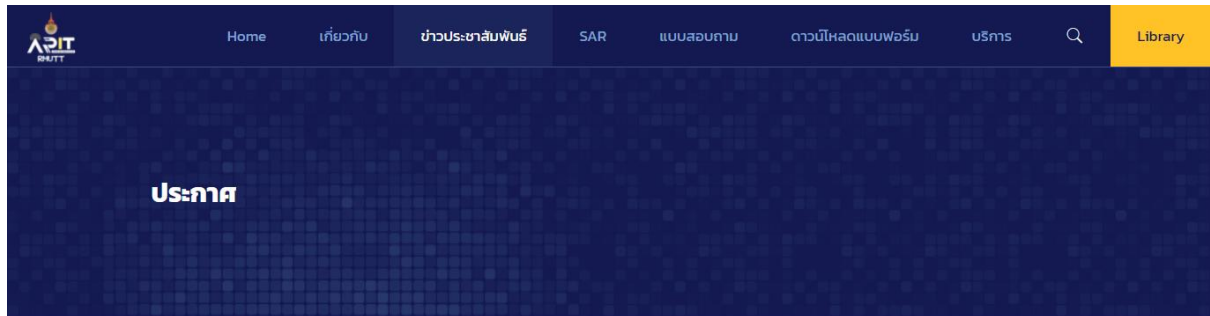 ARIT
RMUTT
Home เกี่ยวกับ ข่าวประชาสัมพันธ์ SAR แบบสอบถาม ดาวน์โหลดแบบฟอร์ม บริการ Library
ประกาศ